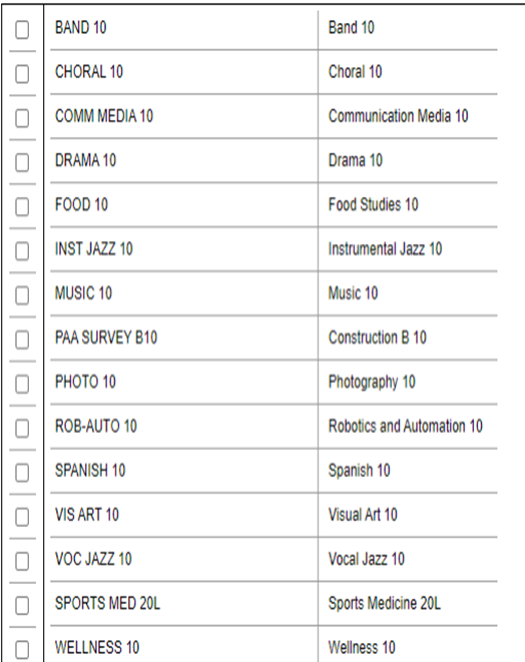 BAND 10 Band 10
CHORAL 10 Choral 10
COMM MEDIA 10 Communication Media 10
DRAMA 10 Drama 10
FOOD 10 Food Studies 10
INST JAZZ 10 Instrumental Jazz 10
MUSIC 10 Music 10
PAA SURVEY B10 Construction B 10
PHOTO 10 Photography 10
ROB-AUTO 10 Robotics and Automation 10
SPANISH 10 Spanish 10
VIS ART 10 Visual Art 10
VOC JAZZ 10 Vocal Jazz 10
SPORTS MED 20L Sports Medicine 20L
WELLNESS 10 Wellness 10